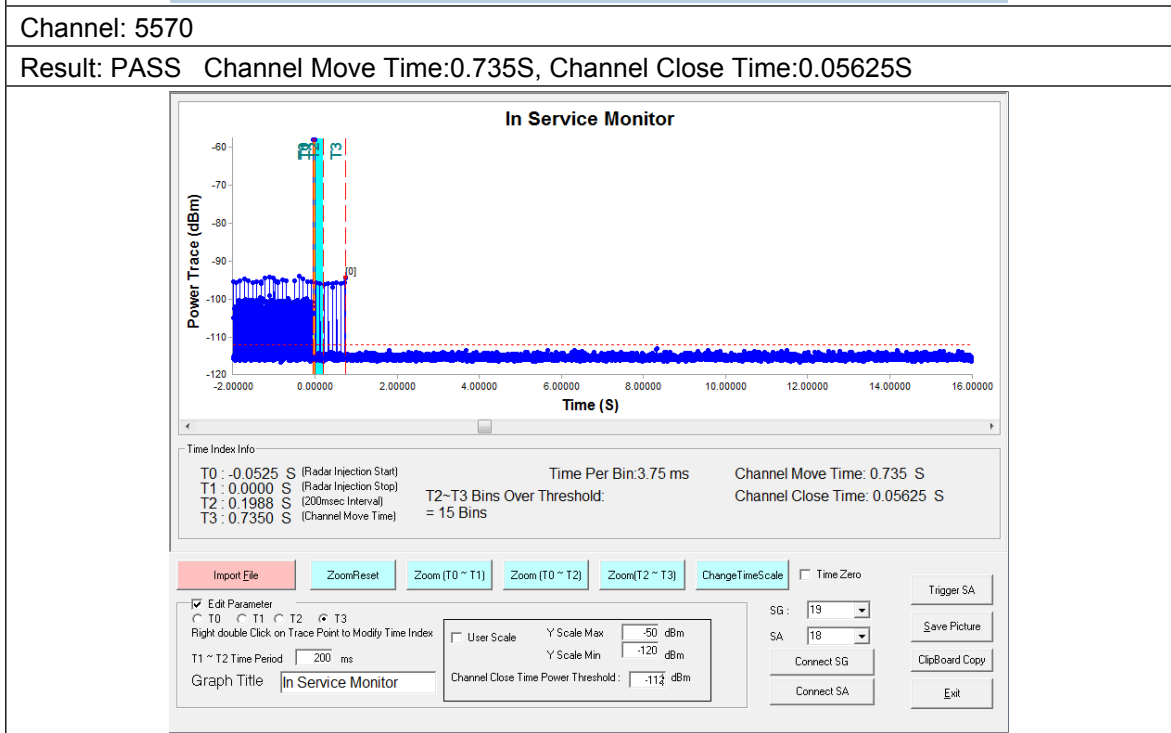 Channel: 5570
Result: PASS Channel Move Time:0.735S, Channel Close Time:0.05625S
In Service Monitor
T3
[0]
Power Trace (dBm)
-60
-70
-80
-90
-100
-110
-120
-2.00000 0.00000 2.00000 4.00000 6.00000 8.00000 10.00000 12.00000 14.00000 16.00000
Time (S)
Time Index Info
T0 : -0.0525 S (Radar Injection Start)
T1 : 0.0000 S (Radar Injection Stop)
T2 : 0.1988 S (200msec Interval)
T3 : 0.7350 S (Channel Move Time)
Time Per Bin:3.75 ms
T2~T3 Bins Over Threshold:
= 15 Bins
Channel Move Time: 0.735 S
Channel Close Time: 0.05625 S
Import File ZoomReset Zoom (T0 ~ T1) Zoom (T0 ~ T2) Zoom(T2 ~ T3) ChangeTimeScale Time Zero
Edit Parameter
T0 T1 T2 T3
Right double Click on Trace Point to Modify Time Index
T1 ~ T2 Time Period 200 ms
Graph Title In Service Monitor
User Scale Y Scale Max -50 dBm
Y Scale Min -120 dBm
Channel Close Time Power Threshold : -112 dBm
SG : 19
SA 18
Connect SG
Connect SA
Trigger SA
Save Picture
ClipBoard Copy
Exit